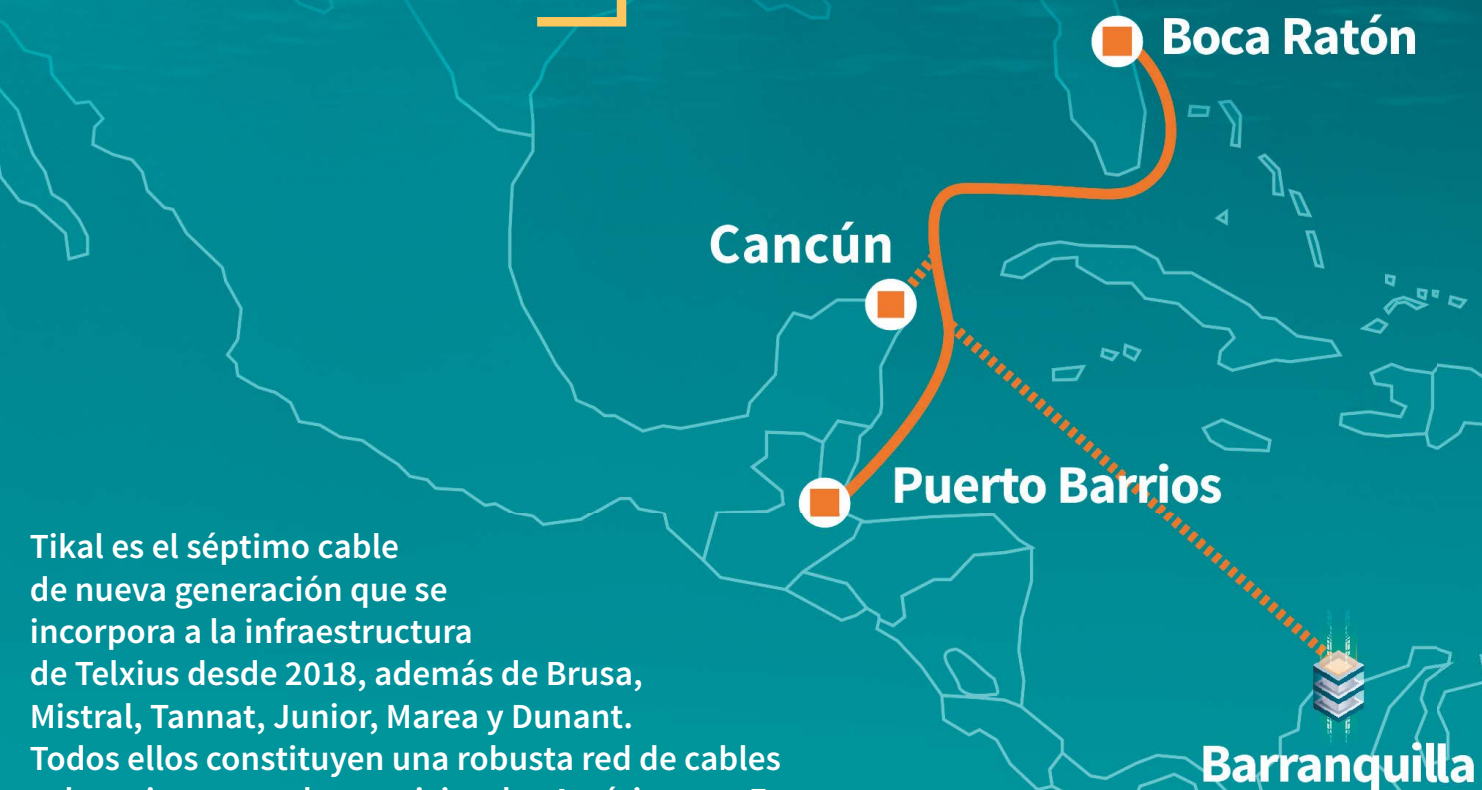 Boca Ratón
Cancún
Puerto Barrios
Tikal es el séptimo cable
de nueva generación que se
incorpora a la infraestructura
de Telxius desde 2018, además de Brusa,
Mistral, Tannat, Junior, Marea y Dunant.
Todos ellos constituyen una robusta red de cables
Barranquilla